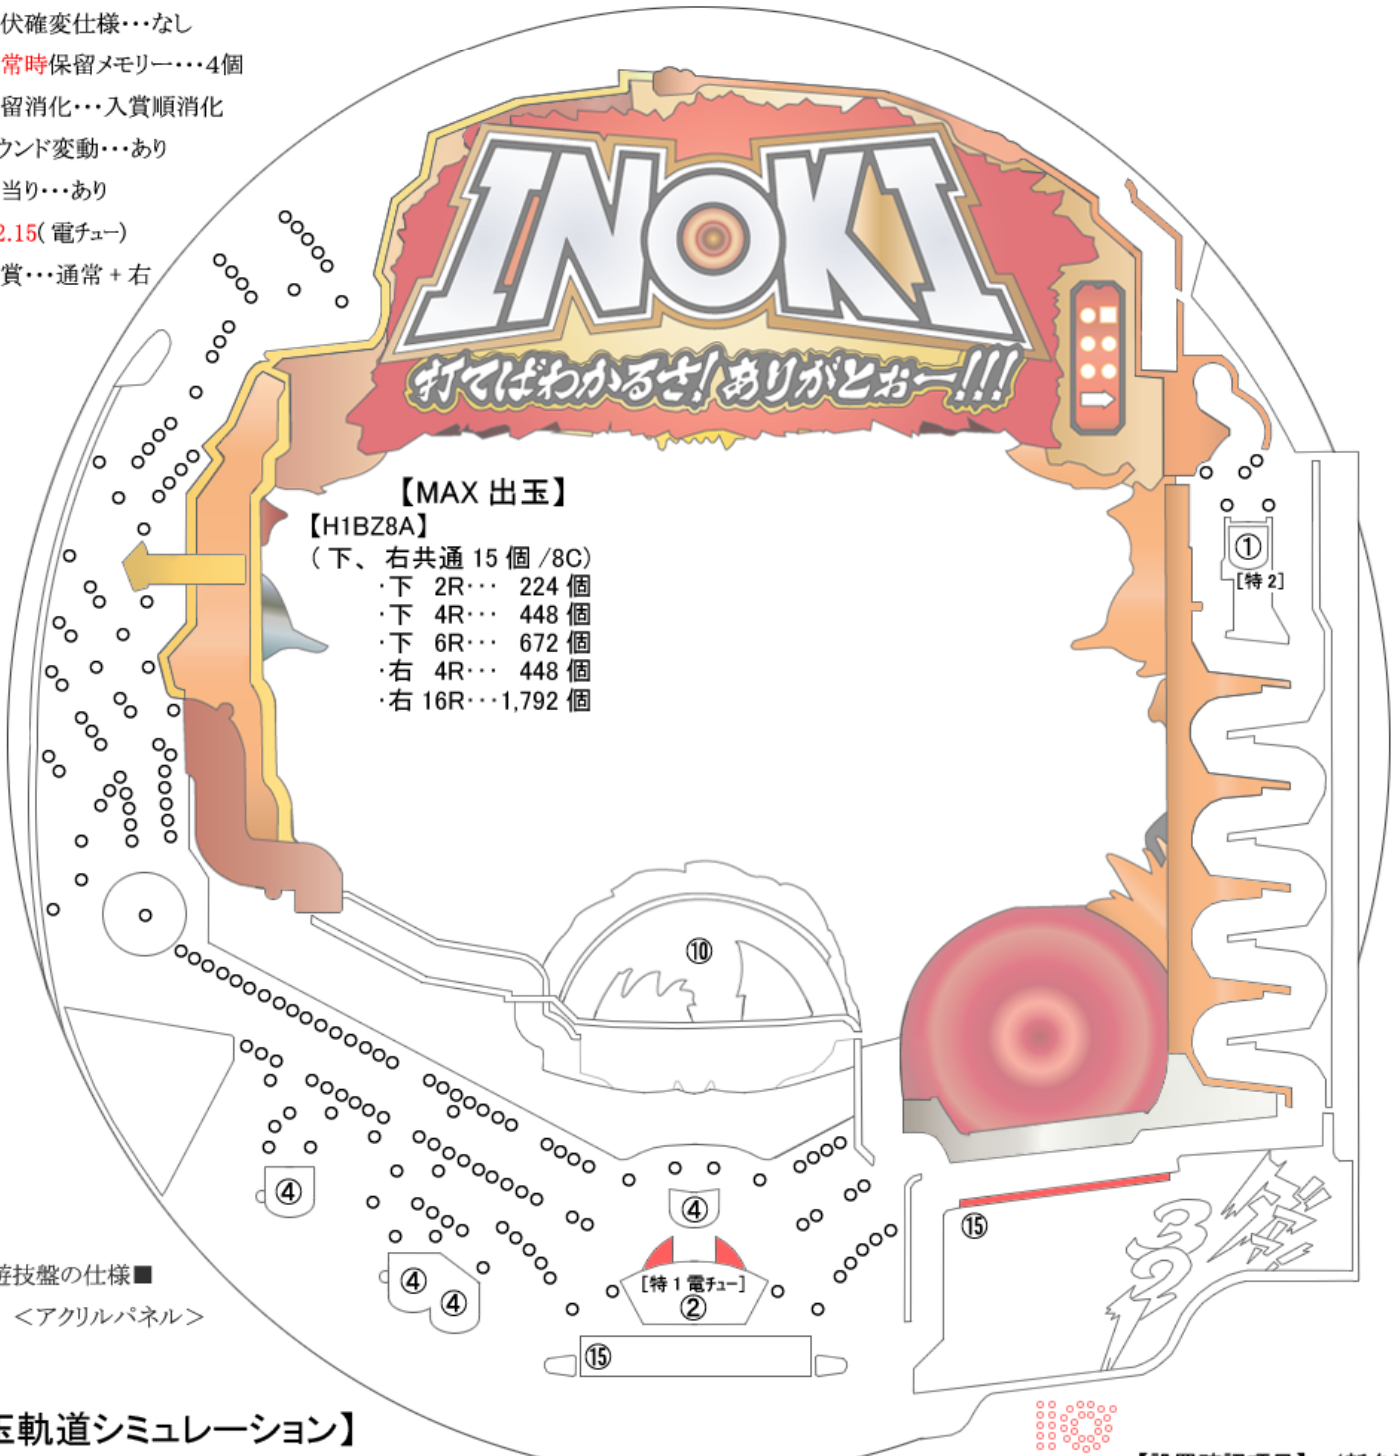 伏確変仕様･･･なし
常時保留メモリー･･･4個
留消化･･･入賞順消化
ウンド変動･･･あり
当り･･･あり
2.15(電チュー)
賞･･･通常 + 右
INOKI
打てばわかるさ!ありがとぉー!!!
【MAX 出玉】
【H1BZ8A】
(下、右共通 15 個 /8C)
･下 2R･･･ 224 個
･下 4R･･･ 448 個
･下 6R･･･ 672 個
･右 4R･･･ 448 個
･右 16R･･･1,792 個
①
[特 2]
⑩
④
④
⑮
④
④
[特 1 電チュー]
②
⑮
遊技盤の仕様■
＜アクリルパネル＞
玉軌道シミュレーション】